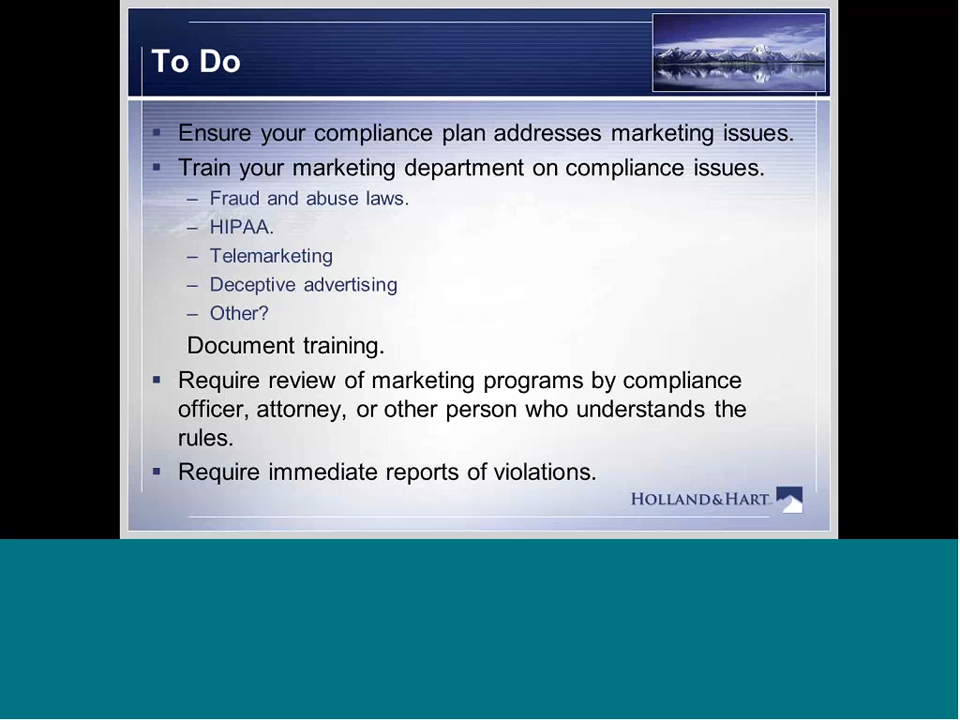 To Do
Ensure your compliance plan addresses marketing issues.
Train your marketing department on compliance issues.
– Fraud and abuse laws.
– HIPAA.
– Telemarketing
– Deceptive advertising
– Other?
Document training.
Require review of marketing programs by compliance
officer, attorney, or other person who understands the
rules.
Require immediate reports of violations.
HOLLAND&HART